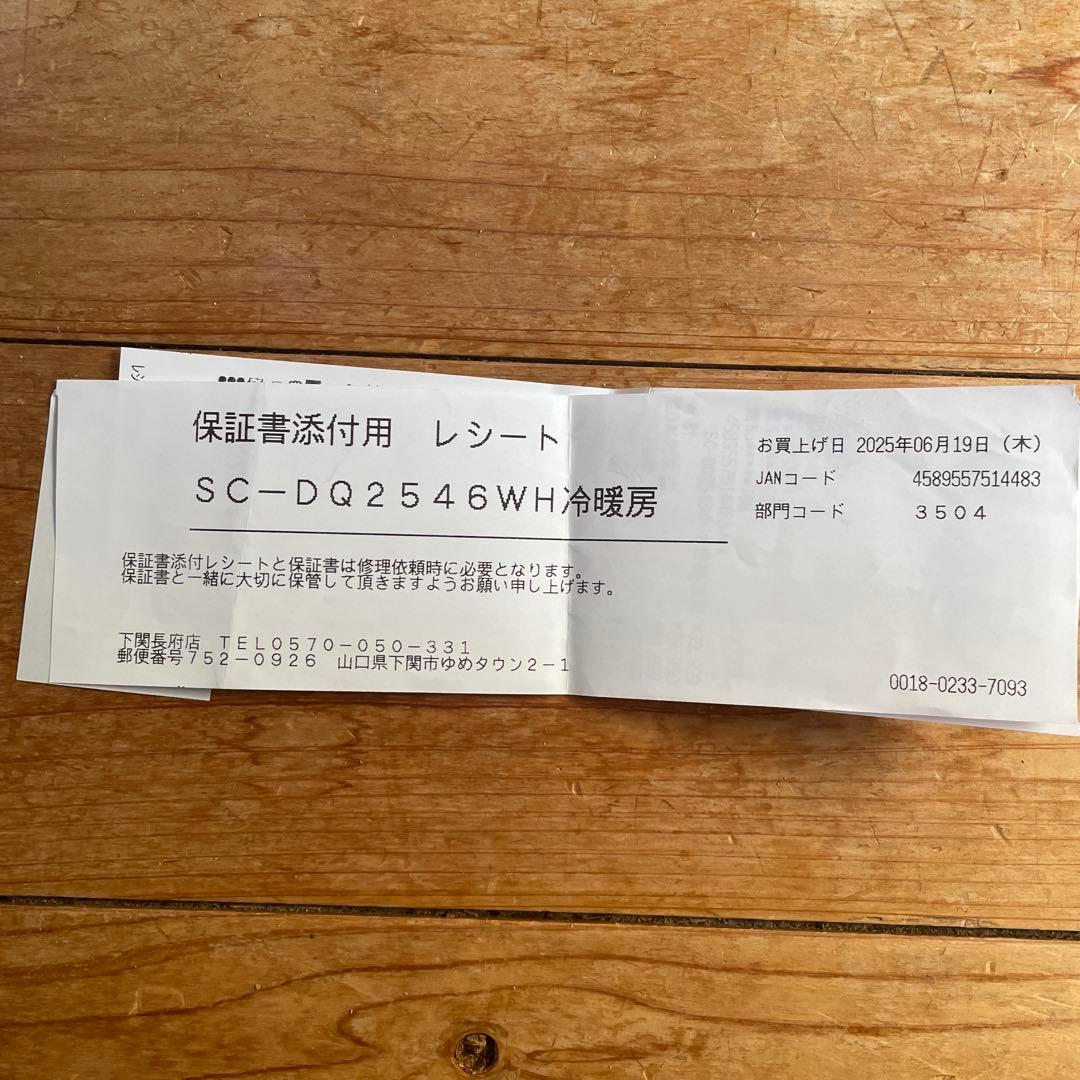 保証書添付用 レシート
SC－DQ2546WH冷暖房
お買上げ日 2025年06月19日（木）
JANコード 4589557514483
部門コード 3504
保証書添付レシートと保証書は修理依頼時に必要となります。
保証書と一緒に大切に保管して頂きますようお願い申し上げます。
下関長府店 TEL0570－050－331
郵便番号752－0926 山口県下関市ゆめタウン2－1
0018-0233-7093